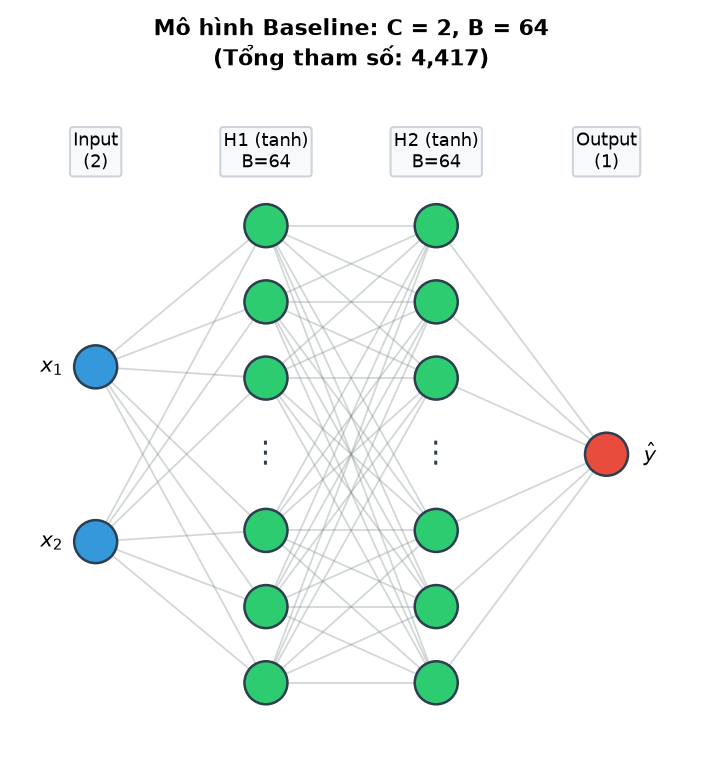 Mô hình Baseline: C = 2, B = 64
(Tổng tham số: 4,417)
Input
(2)
H1 (tanh)
B=64
H2 (tanh)
B=64
Output
(1)
x₁
x₂
⋮
⋮
ŷ